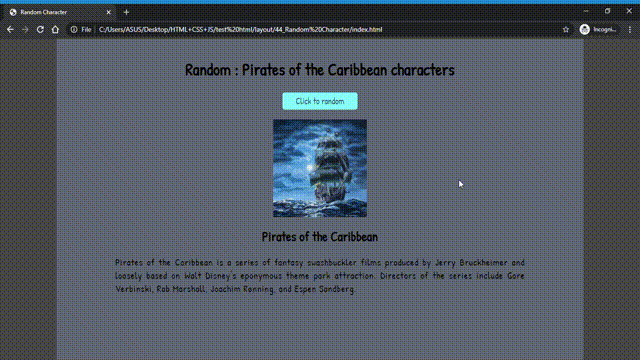 Random Character
File C:/Users/ASUS/Desktop/HTML+CSS+JS/test%20html/layout/44_Random%20Character/index.html
Incogni...
Random : Pirates of the Caribbean characters
Click to random
Pirates of the Caribbean
Pirates of the Caribbean is a series of fantasy swashbuckler films produced by Jerry Bruckheimer and
loosely based on Walt Disney's eponymous theme park attraction. Directors of the series include Gore
Verbinski, Rob Marshall, Joachim Rønning, and Espen Sandberg.